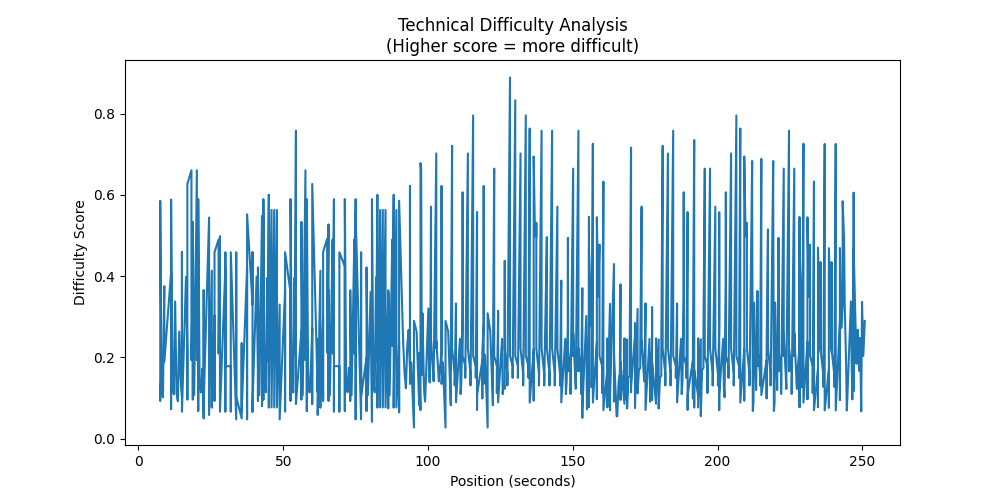 Technical Difficulty Analysis
(Higher score = more difficult)
Difficulty Score
0.8
0.6
0.4
0.2
0.0
0 50 100 150 200 250
Position (seconds)